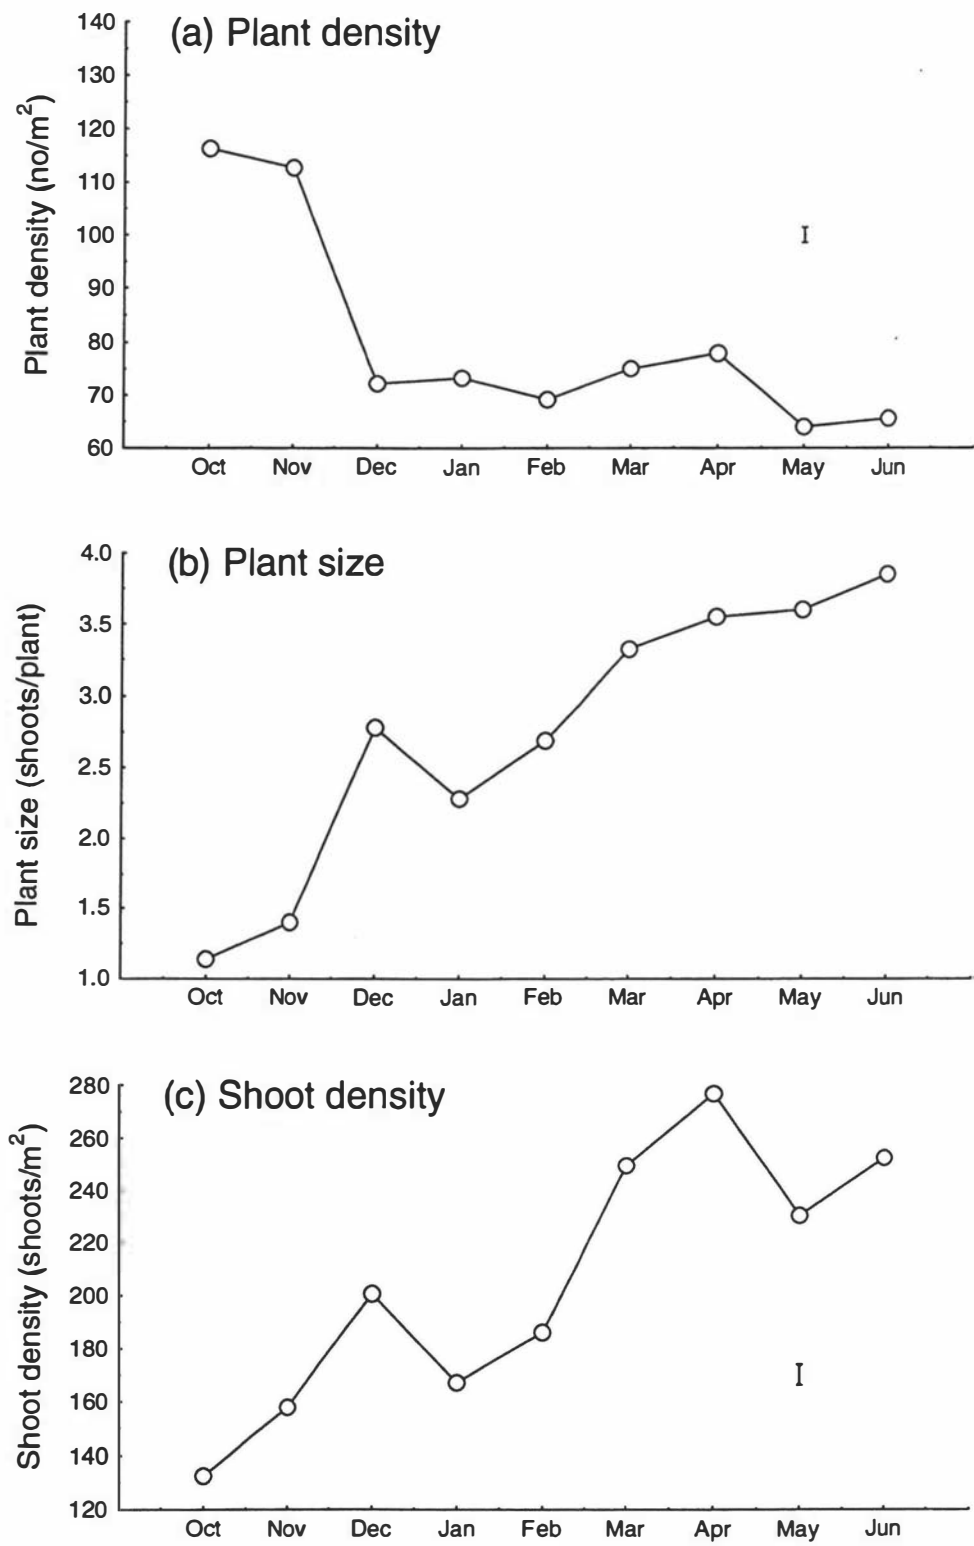 (a) Plant density
Plant density (no/m²)
140
130
120
110
100
90
80
70
60
Oct Nov Dec Jan Feb Mar Apr May Jun
(b) Plant size
Plant size (shoots/plant)
4.0
3.5
3.0
2.5
2.0
1.5
1.0
Oct Nov Dec Jan Feb Mar Apr May Jun
(c) Shoot density
Shoot density (shoots/m²)
280
260
240
220
200
180
160
140
120
Oct Nov Dec Jan Feb Mar Apr May Jun